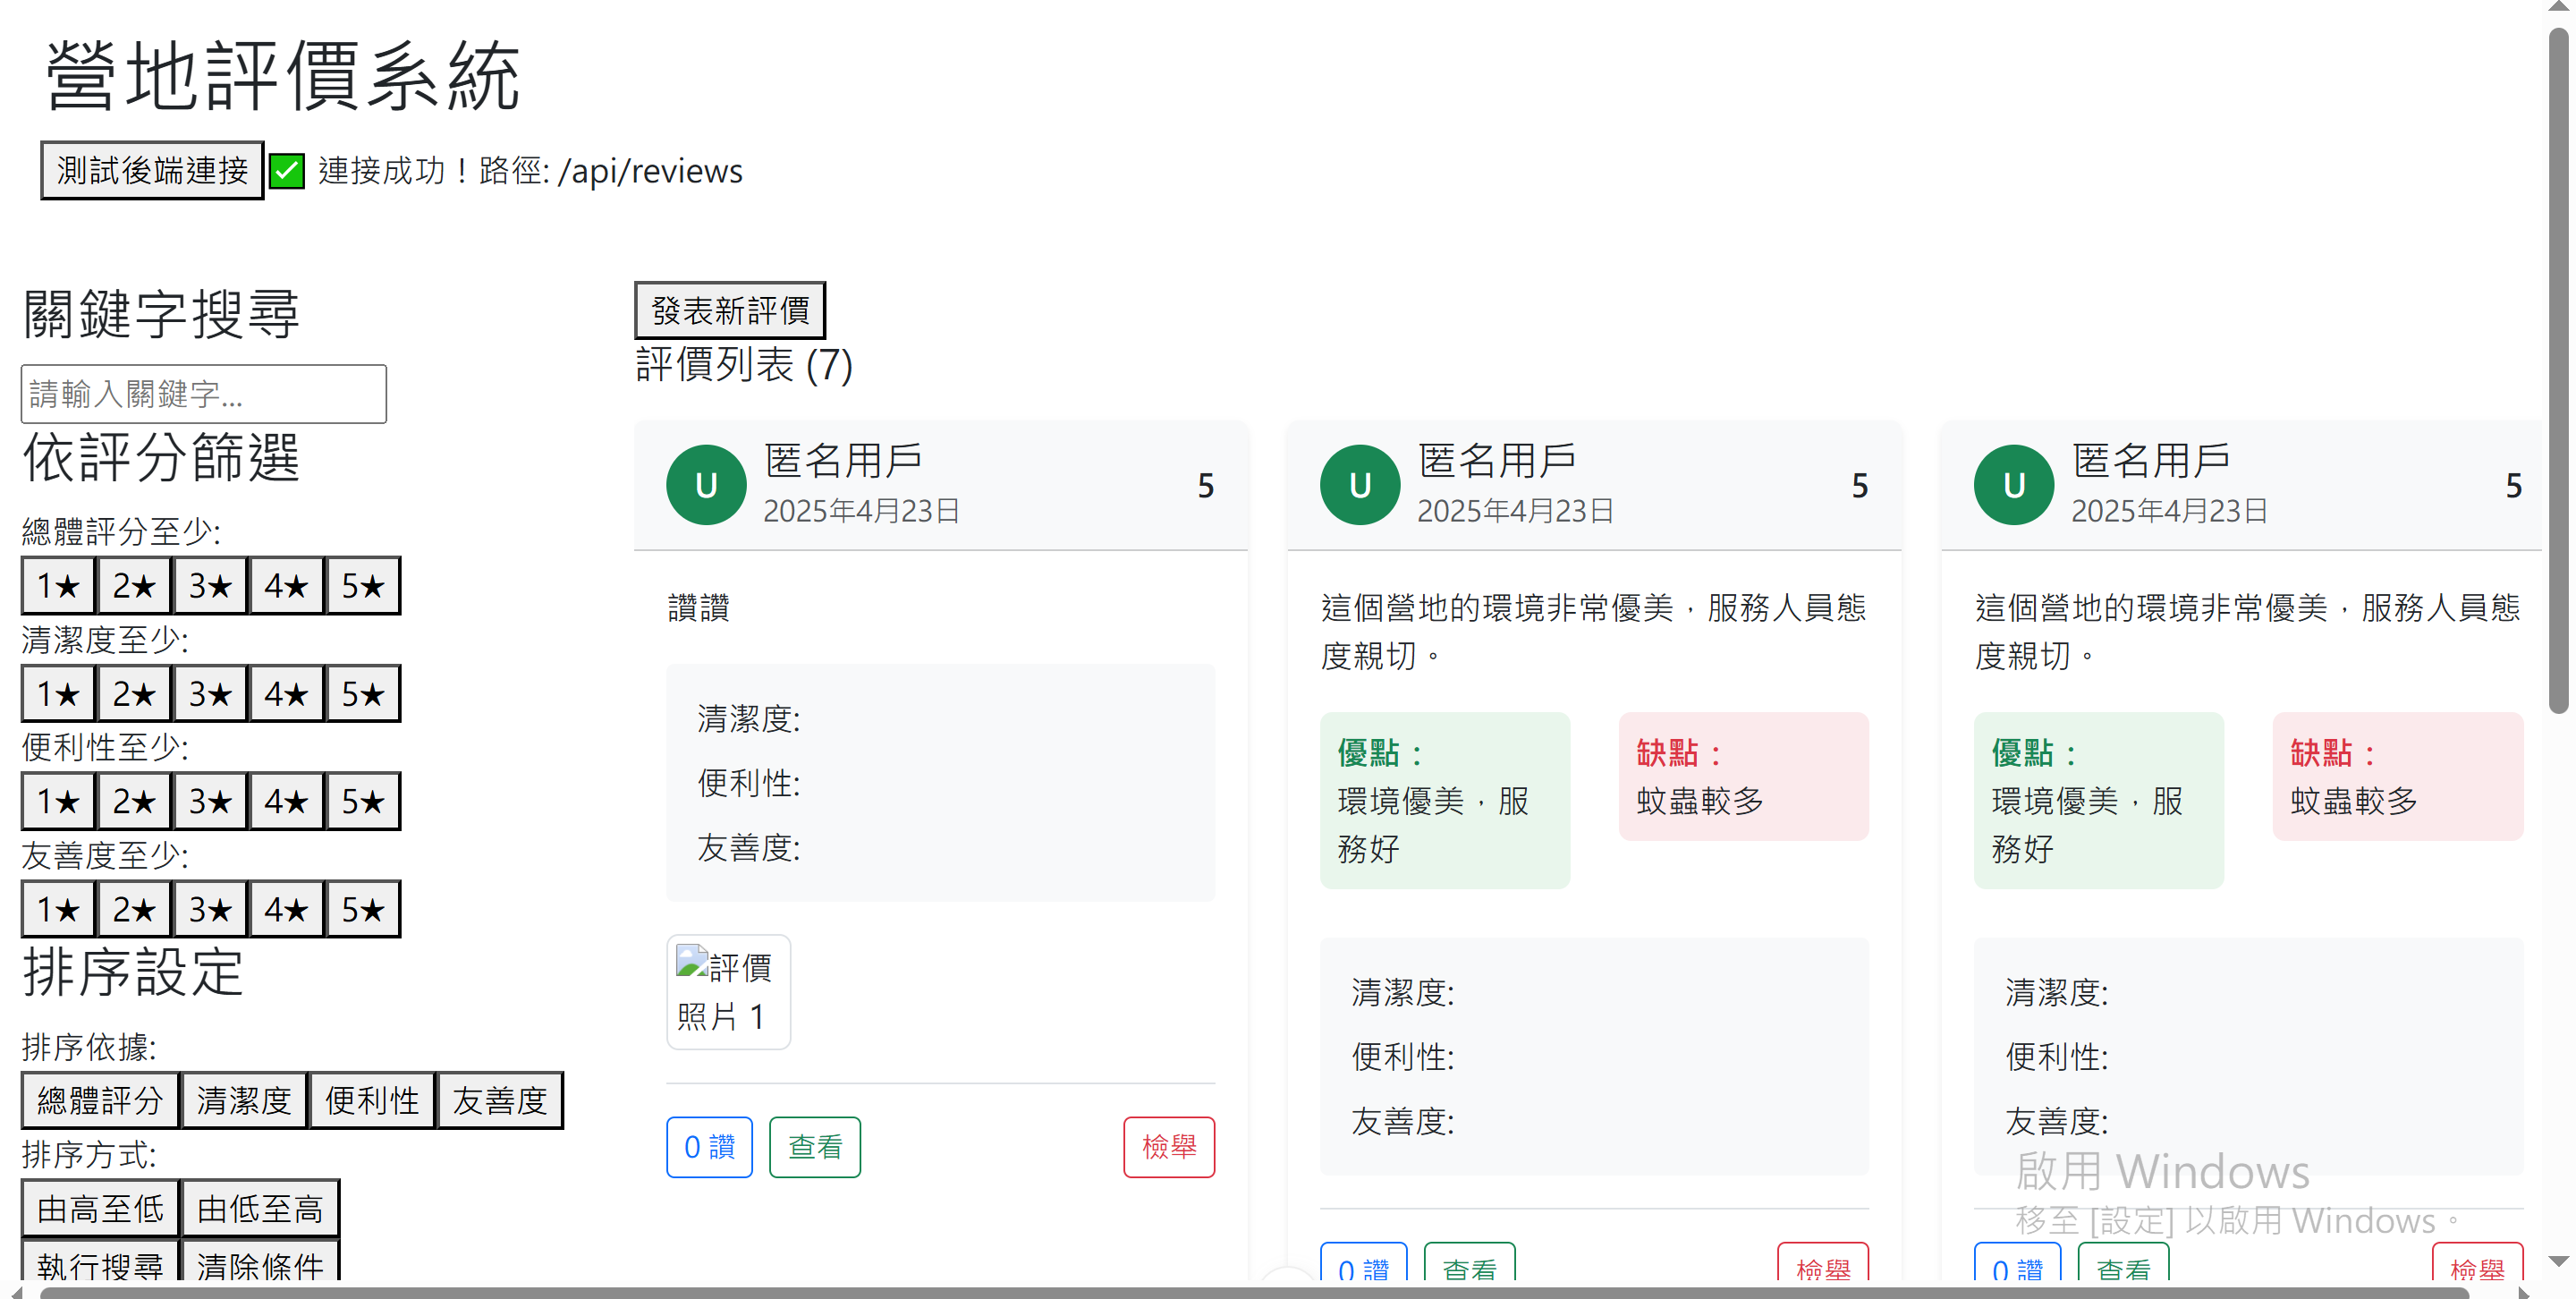 營地評價系統
測試後端連接 ✅ 連接成功！路徑: /api/reviews
關鍵字搜尋
請輸入關鍵字...
依評分篩選
總體評分至少:
1★ 2★ 3★ 4★ 5★
清潔度至少:
1★ 2★ 3★ 4★ 5★
便利性至少:
1★ 2★ 3★ 4★ 5★
友善度至少:
1★ 2★ 3★ 4★ 5★
排序設定
排序依據:
總體評分 清潔度 便利性 友善度
排序方式:
由高至低 由低至高
執行搜尋 清除條件
發表新評價
評價列表 (7)
U
匿名用戶
2025年4月23日
5
讚讚
清潔度:
便利性:
友善度:
評價
照片 1
0 讚 查看 檢舉
U
匿名用戶
2025年4月23日
5
這個營地的環境非常優美，服務人員態
度親切。
優點：
環境優美，服
務好
缺點：
蚊蟲較多
清潔度:
便利性:
友善度:
0 讚 查看 檢舉
U
匿名用戶
2025年4月23日
5
這個營地的環境非常優美，服務人員態
度親切。
優點：
環境優美，服
務好
缺點：
蚊蟲較多
清潔度:
便利性:
友善度:
0 讚 查看 檢舉
啟用 Windows
移至 [設定] 以啟用 Windows。